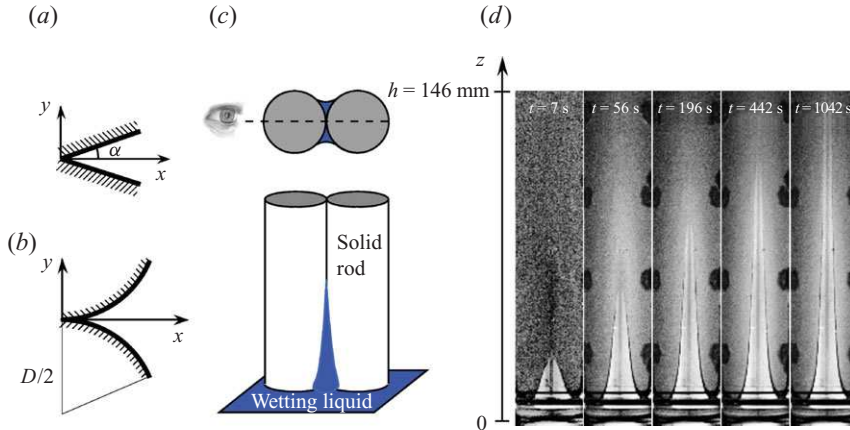 (a)
y
α
x
(b)
y
x
D/2
(c)
h = 146 mm
Solid
rod
Wetting liquid
(d)
z
0
t = 7 s
t = 56 s
t = 196 s
t = 442 s
t = 1042 s